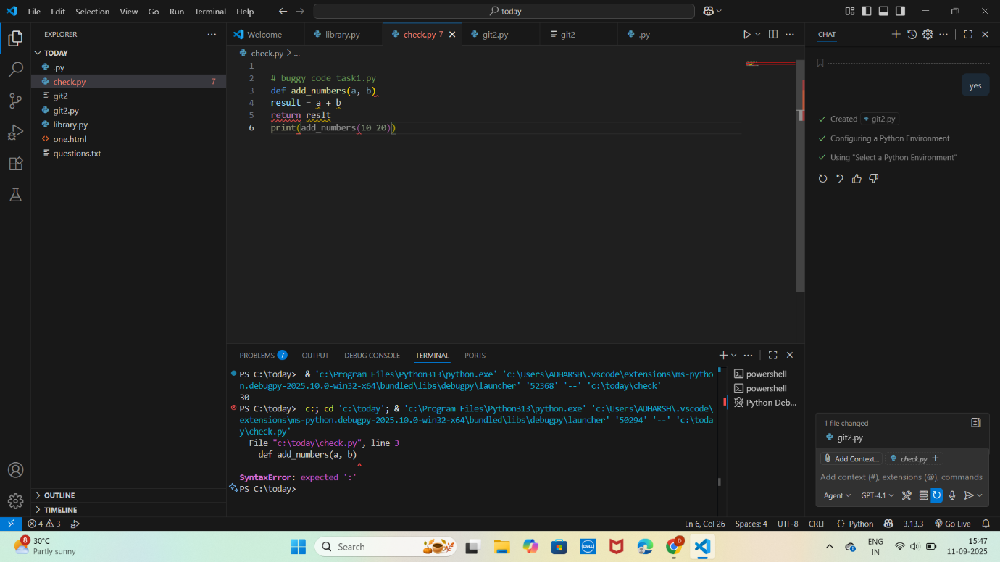 File Edit Selection View Go Run Terminal Help
today
EXPLORER
TODAY
.py
check.py 7
git2
git2.py
library.py
one.html
questions.txt
OUTLINE
TIMELINE
Welcome
library.py
check.py 7
git2.py
git2
.py
check.py > ...
1
2 # buggy_code_task1.py
3 def add_numbers(a, b)
4 result = a + b
5 return reslt
6 print(add_numbers(10 20))
PROBLEMS 7 OUTPUT DEBUG CONSOLE TERMINAL PORTS
PS C:\today> & 'c:\Program Files\Python313\python.exe' 'c:\Users\ADHARSH\.vscode\extensions\ms-pytho
n.debugpy-2025.10.0-win32-x64\bundled\libs\debugpy\launcher' '52368' '--' 'c:\today\check'
30
PS C:\today> c:; cd 'c:\today'; & 'c:\Program Files\Python313\python.exe' 'c:\Users\ADHARSH\.vscode\
extensions\ms-python.debugpy-2025.10.0-win32-x64\bundled\libs\debugpy\launcher' '50294' '--' 'c:\toda
y\check.py'
File "c:\today\check.py", line 3
def add_numbers(a, b)
^
SyntaxError: expected ':'
PS C:\today>
powershell
powershell
Python Deb...
CHAT
yes
Created git2.py
Configuring a Python Environment
Using "Select a Python Environment"
1 file changed
git2.py
Add Context... check.py
Add context (#), extensions (@), commands
Agent GPT-4.1
4 3
Ln 6, Col 26 Spaces: 4 UTF-8 CRLF {} Python 3.13.3 Go Live
8
30°C
Partly sunny
Search
DELL
D
ENG
IN
15:47
11-09-2025